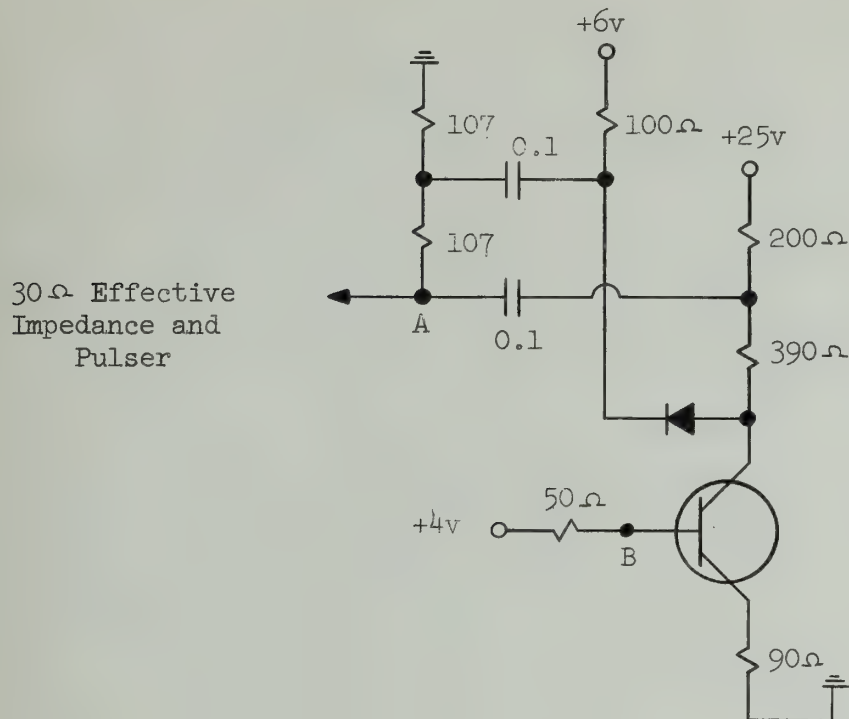 +6v
107
100Ω
0.1
+25v
107
200Ω
30Ω Effective
Impedance and
Pulser
A
0.1
390Ω
50Ω
+4v
B
90Ω